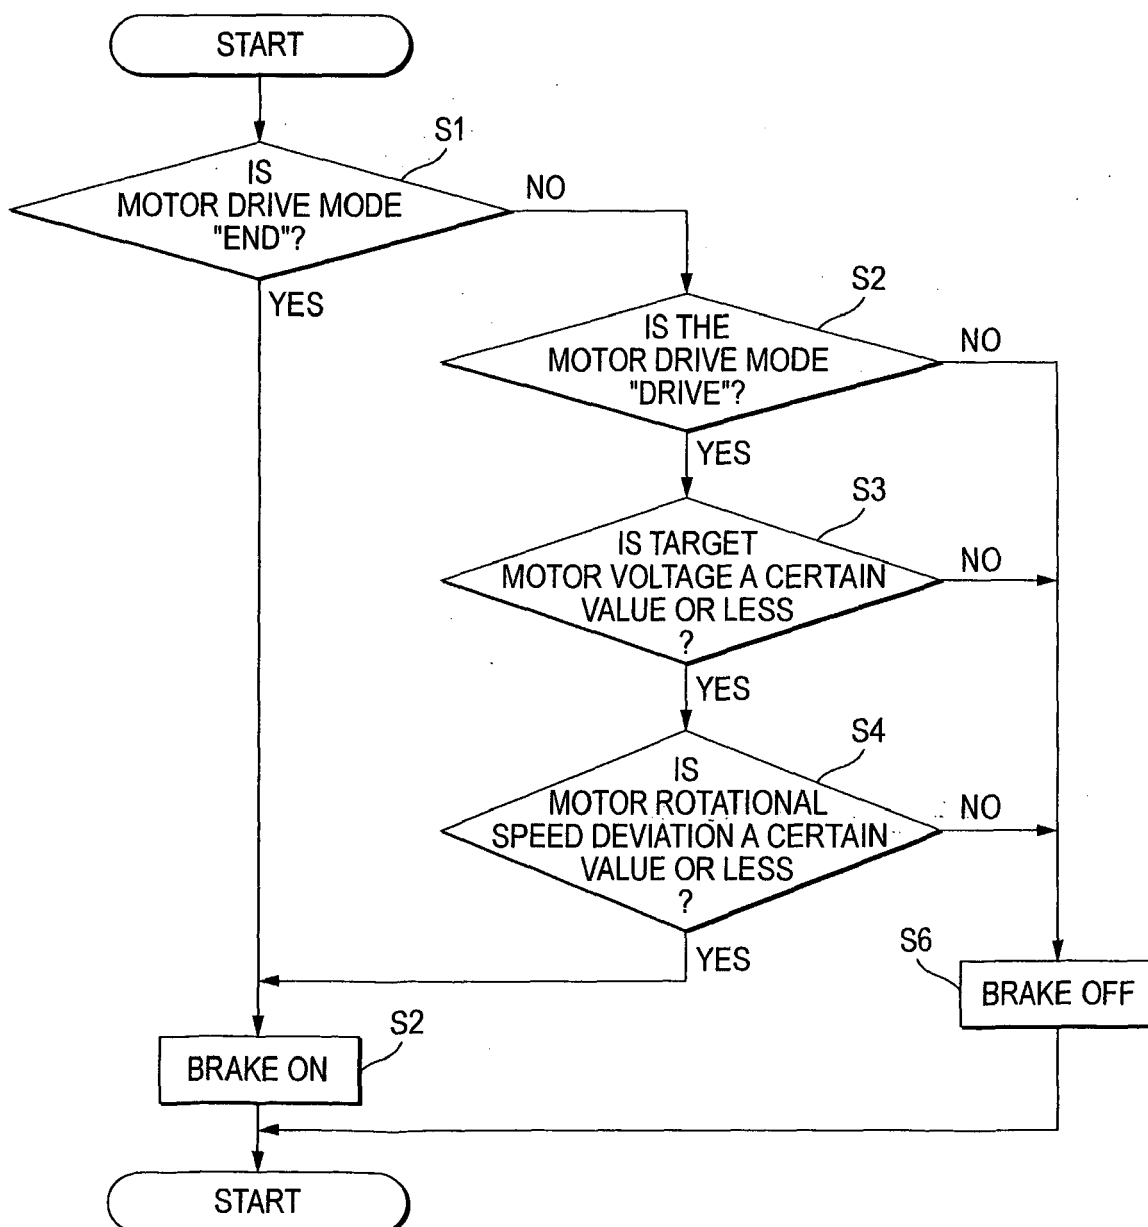 START
S1
IS
MOTOR DRIVE MODE
"END"?
NO
YES
S2
IS THE
MOTOR DRIVE MODE
"DRIVE"?
NO
YES
S3
IS TARGET
MOTOR VOLTAGE A CERTAIN
VALUE OR LESS
?
NO
YES
S4
IS
MOTOR ROTATIONAL
SPEED DEVIATION A CERTAIN
VALUE OR LESS
?
NO
YES
S6
BRAKE OFF
S2
BRAKE ON
START